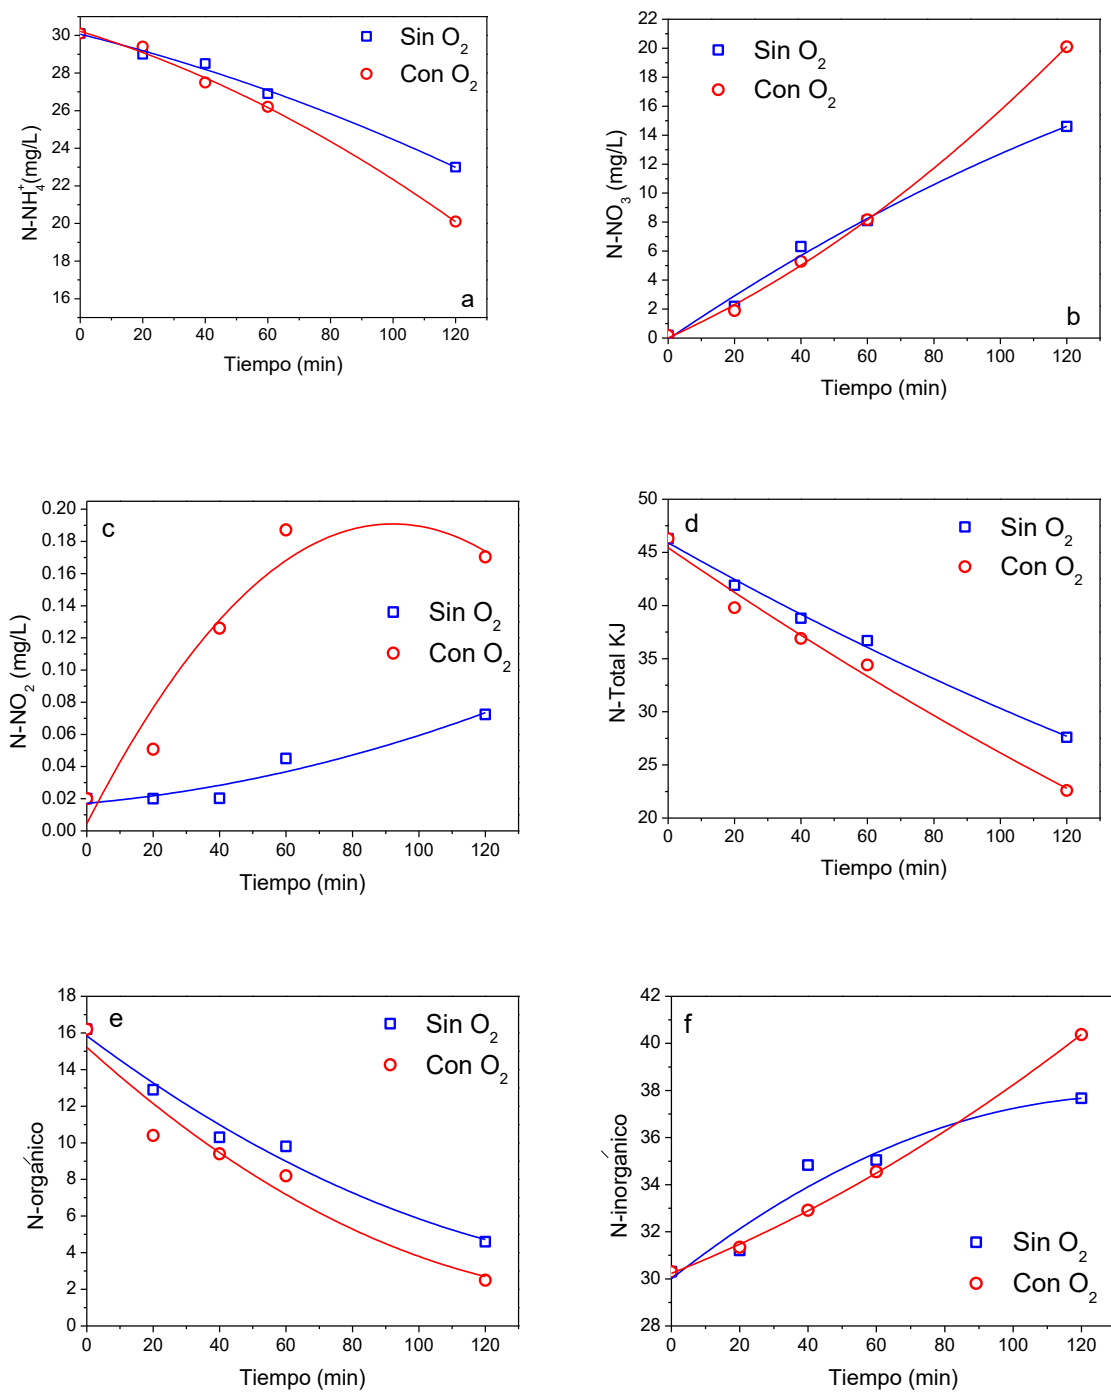 30
28
26
24
22
20
18
16
N-NH₄⁺(mg/L)
Sin O₂
Con O₂
a
0 20 40 60 80 100 120
Tiempo (min)
22
20
18
16
14
12
10
8
6
4
2
0
N-NO₃ (mg/L)
Sin O₂
Con O₂
b
0 20 40 60 80 100 120
Tiempo (min)
0.20
0.18
0.16
0.14
0.12
0.10
0.08
0.06
0.04
0.02
0.00
N-NO₂ (mg/L)
c
Sin O₂
Con O₂
0 20 40 60 80 100 120
Tiempo (min)
50
45
40
35
30
25
20
N-Total KJ
d
Sin O₂
Con O₂
0 20 40 60 80 100 120
Tiempo (min)
18
16
14
12
10
8
6
4
2
0
N-orgánico
e
Sin O₂
Con O₂
0 20 40 60 80 100 120
Tiempo (min)
42
40
38
36
34
32
30
28
N-inorgánico
f
Sin O₂
Con O₂
0 20 40 60 80 100 120
Tiempo (min)